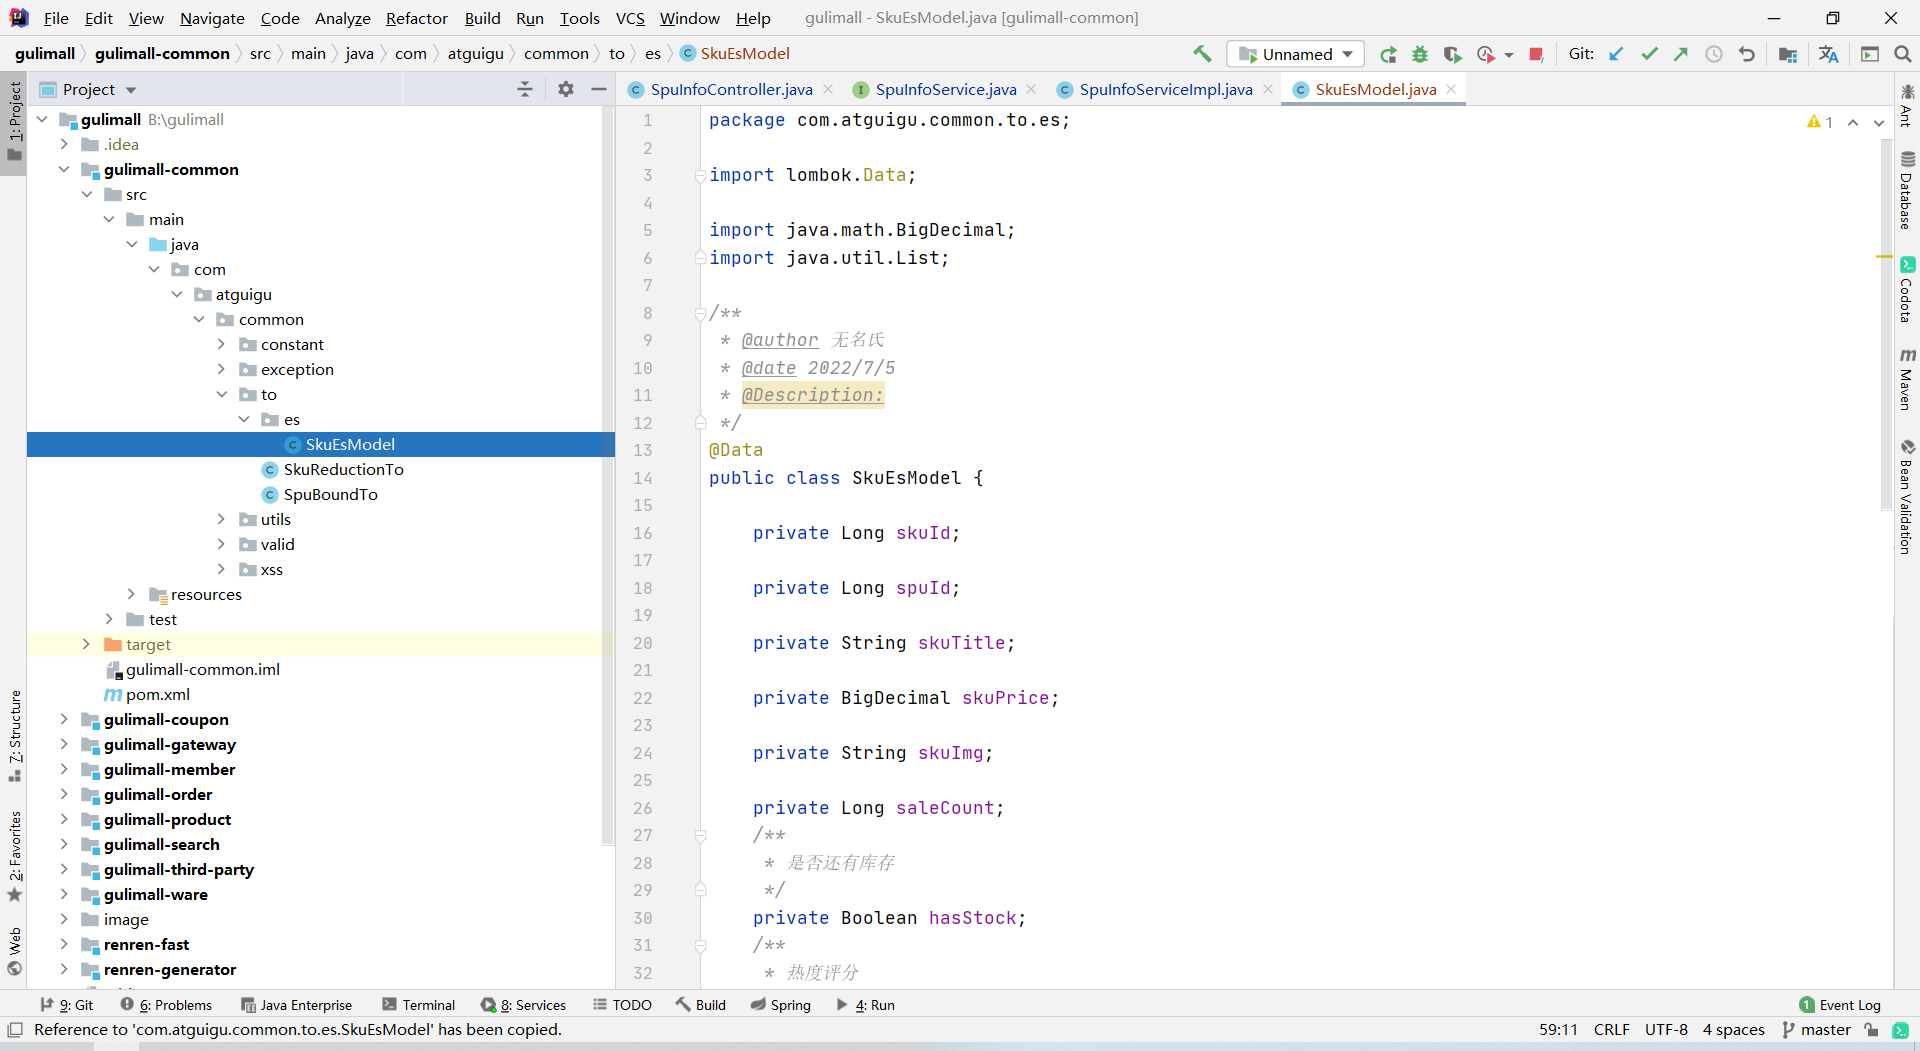 File Edit View Navigate Code Analyze Refactor Build Run Tools VCS Window Help gulimall - SkuEsModel.java [gulimall-common]
gulimall gulimall-common src main java com atguigu common to es SkuEsModel Unnamed Git:
1: Project
7: Structure
2: Favorites
Web
Project
gulimall B:\gulimall
.idea
gulimall-common
src
main
java
com
atguigu
common
constant
exception
to
es
SkuEsModel
SkuReductionTo
SpuBoundTo
utils
valid
xss
resources
test
target
gulimall-common.iml
pom.xml
gulimall-coupon
gulimall-gateway
gulimall-member
gulimall-order
gulimall-product
gulimall-search
gulimall-third-party
gulimall-ware
image
renren-fast
renren-generator
SpuInfoController.java SpuInfoService.java SpuInfoServiceImpl.java SkuEsModel.java
1 package com.atguigu.common.to.es; 1
2
3 import lombok.Data;
4
5 import java.math.BigDecimal;
6 import java.util.List;
7
8 /**
9 * @author 无名氏
10 * @date 2022/7/5
11 * @Description:
12 */
13 @Data
14 public class SkuEsModel {
15
16 private Long skuId;
17
18 private Long spuId;
19
20 private String skuTitle;
21
22 private BigDecimal skuPrice;
23
24 private String skuImg;
25
26 private Long saleCount;
27 /**
28 * 是否还有库存
29 */
30 private Boolean hasStock;
31 /**
32 * 热度评分
Ant
Database
Codota
Maven
Bean Validation
9: Git 6: Problems Java Enterprise Terminal 8: Services TODO Build Spring 4: Run 1 Event Log
Reference to 'com.atguigu.common.to.es.SkuEsModel' has been copied. 59:11 CRLF UTF-8 4 spaces master